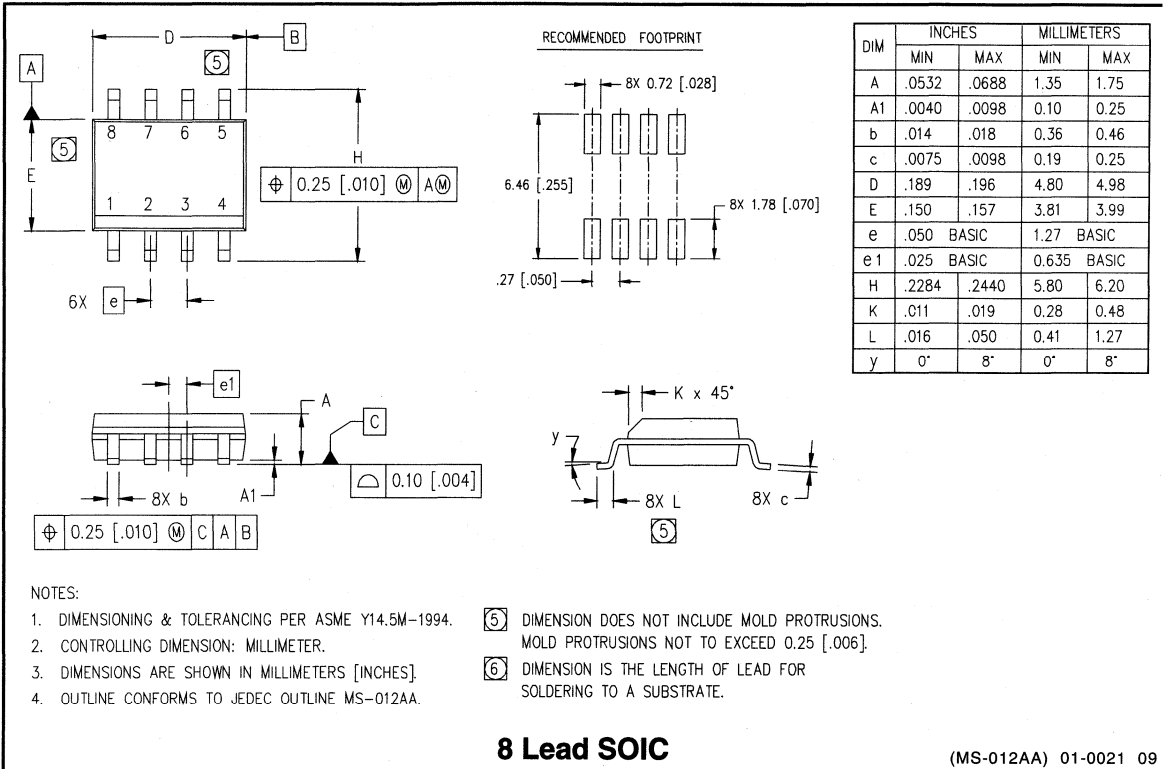 D
B
5
A
8 7 6 5
5
E
H
⌖ 0.25 [.010] Ⓜ A Ⓜ
1 2 3 4
6X e
RECOMMENDED FOOTPRINT
8X 0.72 [.028]
6.46 [.255]
8X 1.78 [.070]
.27 [.050]
DIM INCHES MILLIMETERS
MIN MAX MIN MAX
A .0532 .0688 1.35 1.75
A1 .0040 .0098 0.10 0.25
b .014 .018 0.36 0.46
c .0075 .0098 0.19 0.25
D .189 .196 4.80 4.98
E .150 .157 3.81 3.99
e .050 BASIC 1.27 BASIC
e1 .025 BASIC 0.635 BASIC
H .2284 .2440 5.80 6.20
K .011 .019 0.28 0.48
L .016 .050 0.41 1.27
y 0° 8° 0° 8°
e1
A
C
0.10 [.004]
8X b
A1
⌖ 0.25 [.010] Ⓜ C A B
K x 45°
y
8X L
5
8X c
NOTES:
1. DIMENSIONING & TOLERANCING PER ASME Y14.5M-1994.
2. CONTROLLING DIMENSION: MILLIMETER.
3. DIMENSIONS ARE SHOWN IN MILLIMETERS [INCHES].
4. OUTLINE CONFORMS TO JEDEC OUTLINE MS-012AA.
5 DIMENSION DOES NOT INCLUDE MOLD PROTRUSIONS.
MOLD PROTRUSIONS NOT TO EXCEED 0.25 [.006].
6 DIMENSION IS THE LENGTH OF LEAD FOR
SOLDERING TO A SUBSTRATE.
8 Lead SOIC
(MS-012AA) 01-0021 09